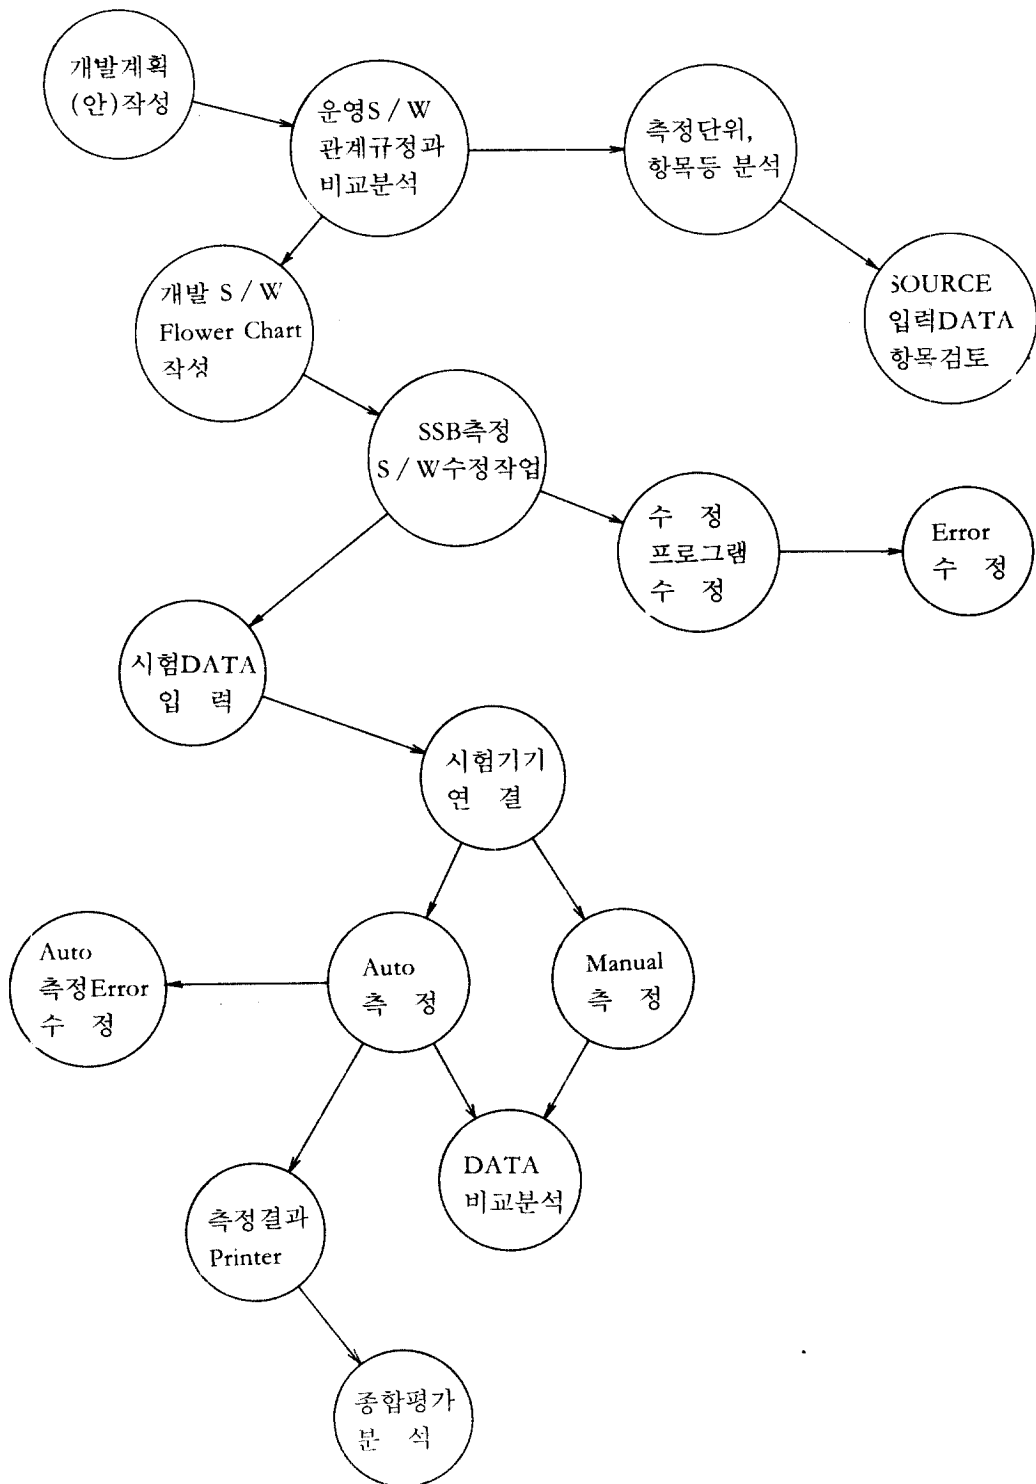 개발계획
(안)작성
운영S / W
관계규정과
비교분석
측정단위,
항목등 분석
개발 S / W
Flower Chart
작성
SOURCE
입력DATA
항목검토
SSB측정
S / W수정작업
수 정
프로그램
수 정
Error
수 정
시험DATA
입 력
시험기기
연 결
Auto
측정Error
수 정
Auto
측 정
Manual
측 정
DATA
비교분석
측정결과
Printer
종합평가
분 석